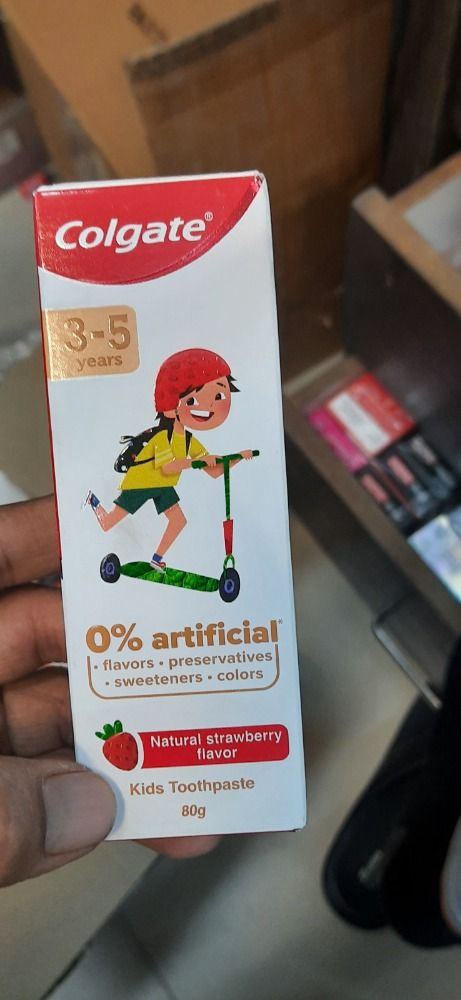 Colgate®
3-5
years
0% artificial*
• flavors • preservatives
• sweeteners • colors
Natural strawberry
flavor
Kids Toothpaste
80g